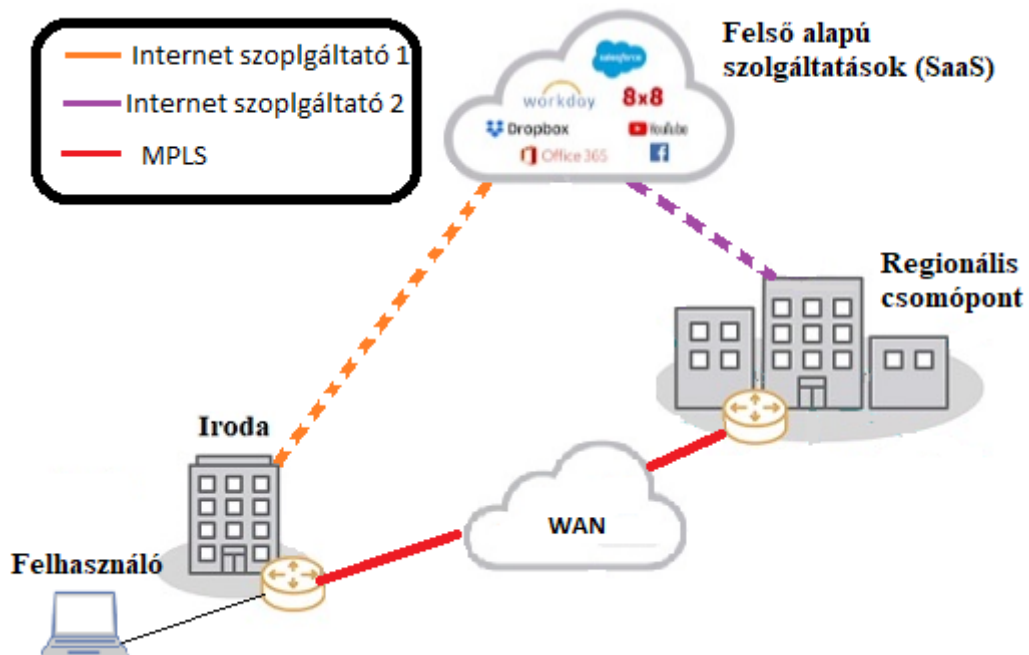 Internet szoplgáltató 1
Internet szoplgáltató 2
MPLS
Felső alapú
szolgáltatások (SaaS)
salesforce
workday
8x8
Dropbox
YouTube
Office 365
Regionális
csomópont
Iroda
WAN
Felhasználó